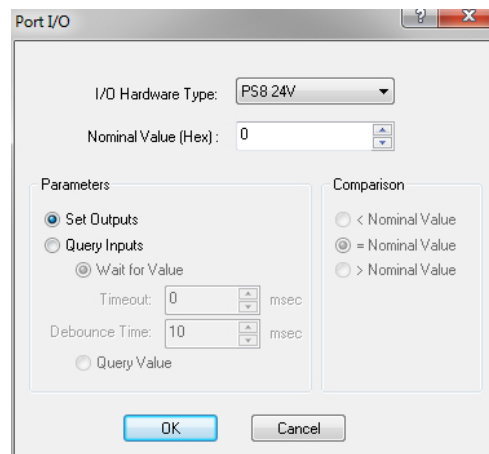 Port I/O
?
X
I/O Hardware Type: PS8 24V
Nominal Value (Hex) : 0
Parameters
Set Outputs
Query Inputs
Wait for Value
Timeout: 0 msec
Debounce Time: 10 msec
Query Value
Comparison
< Nominal Value
= Nominal Value
> Nominal Value
OK Cancel